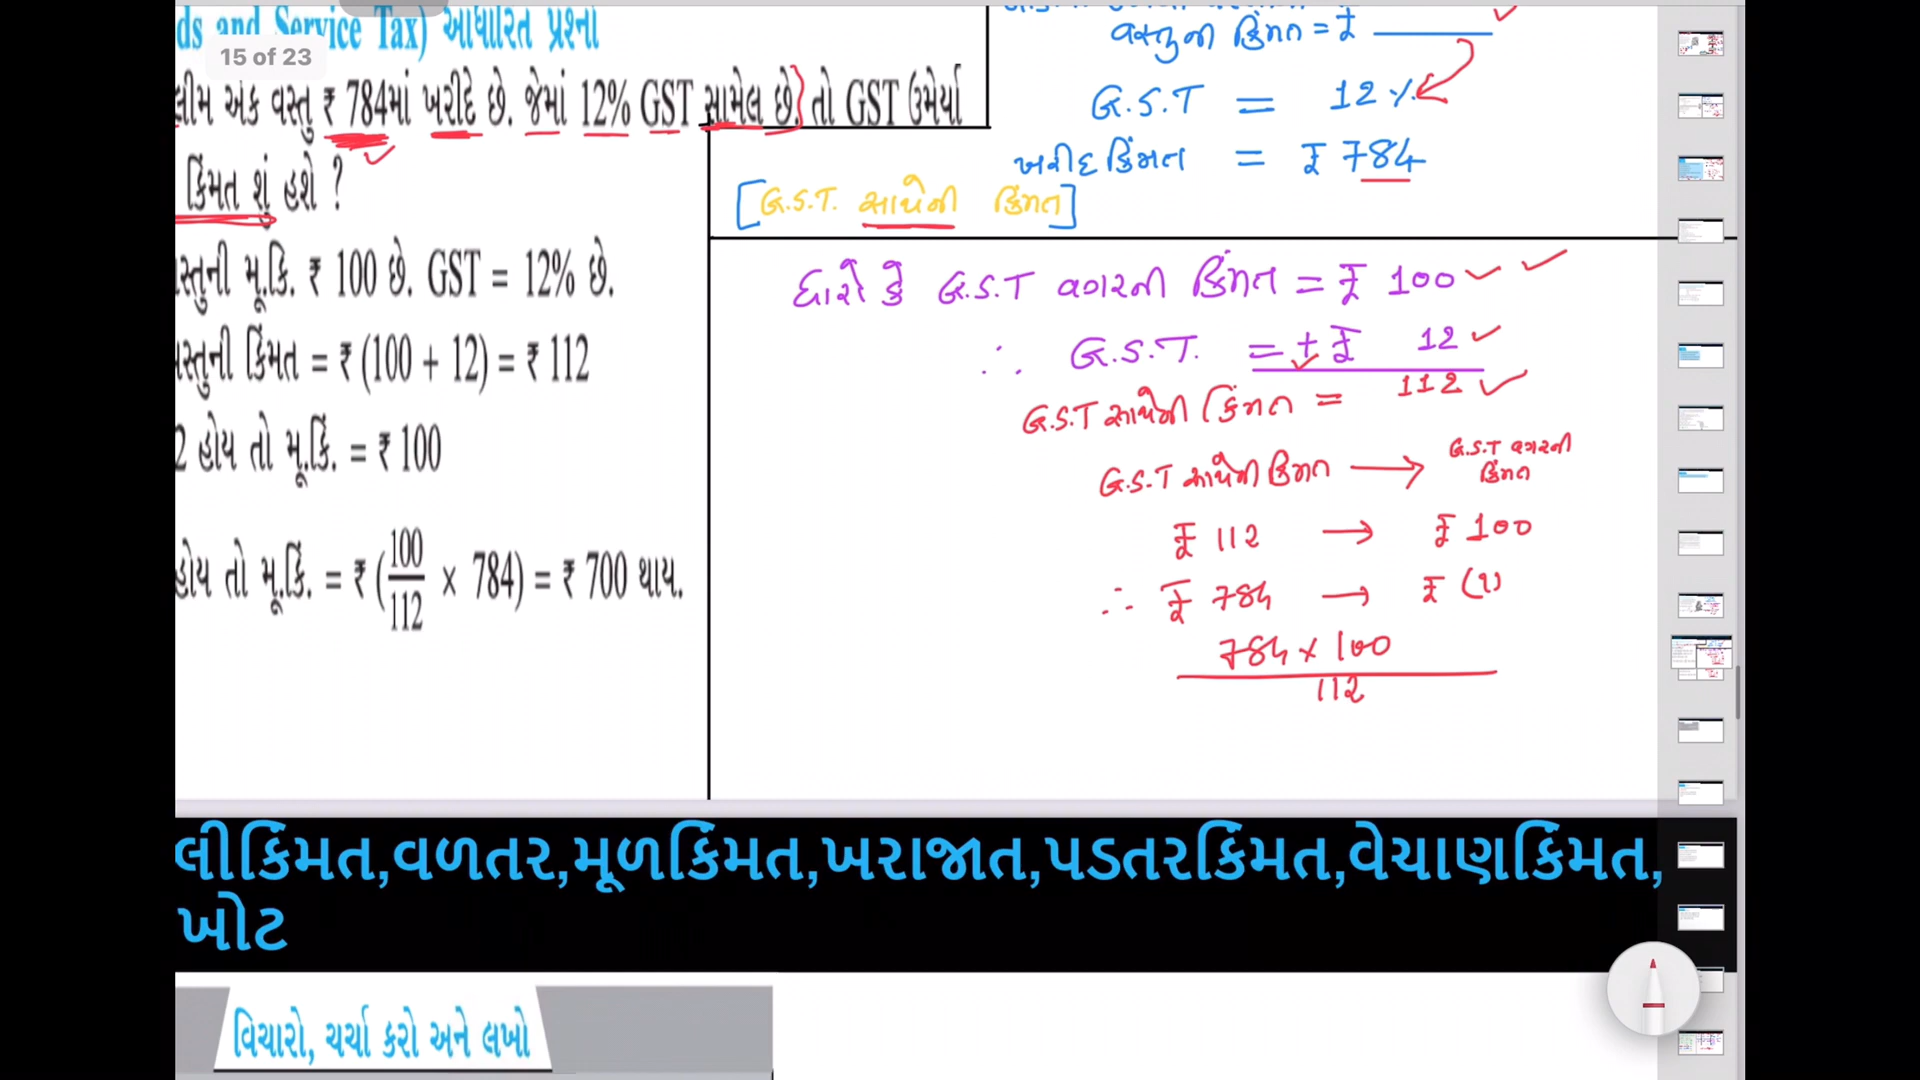 ds and Service Tax) આધારિત પ્રશ્નો
15 of 23
લીમ એક વસ્તુ ₹ 784માં ખરીદે છે. જેમાં 12% GST સામેલ છે. તો GST ઉમેર્યા
કિંમત શું હશે ?
સ્તુની મૂ.કિં. ₹ 100 છે. GST = 12% છે.
સ્તુની કિંમત = ₹ (100 + 12) = ₹ 112
2 હોય તો મૂ.કિં. = ₹ 100
હોય તો મૂ.કિં. = ₹ (100/112 × 784) = ₹ 700 થાય.
વસ્તુની કિંમત = ₹
G.S.T = 12%
ખરીદ કિંમત = ₹ 784
[G.S.T. સાથેની કિંમત]
ધારો કે G.S.T વગરની કિંમત = ₹ 100
∴ G.S.T. = + ₹ 12
G.S.T સાથેની કિંમત = 112
G.S.T સાથેની કિંમત → G.S.T વગરની કિંમત
₹ 112 → ₹ 100
∴ ₹ 784 → ₹ (?)
784 × 100
112
લીકિંમત,વળતર,મૂળકિંમત,ખરાજાત,પડતરકિંમત,વેચાણકિંમત,
ખોટ
વિચારો, ચર્ચા કરો અને લખો